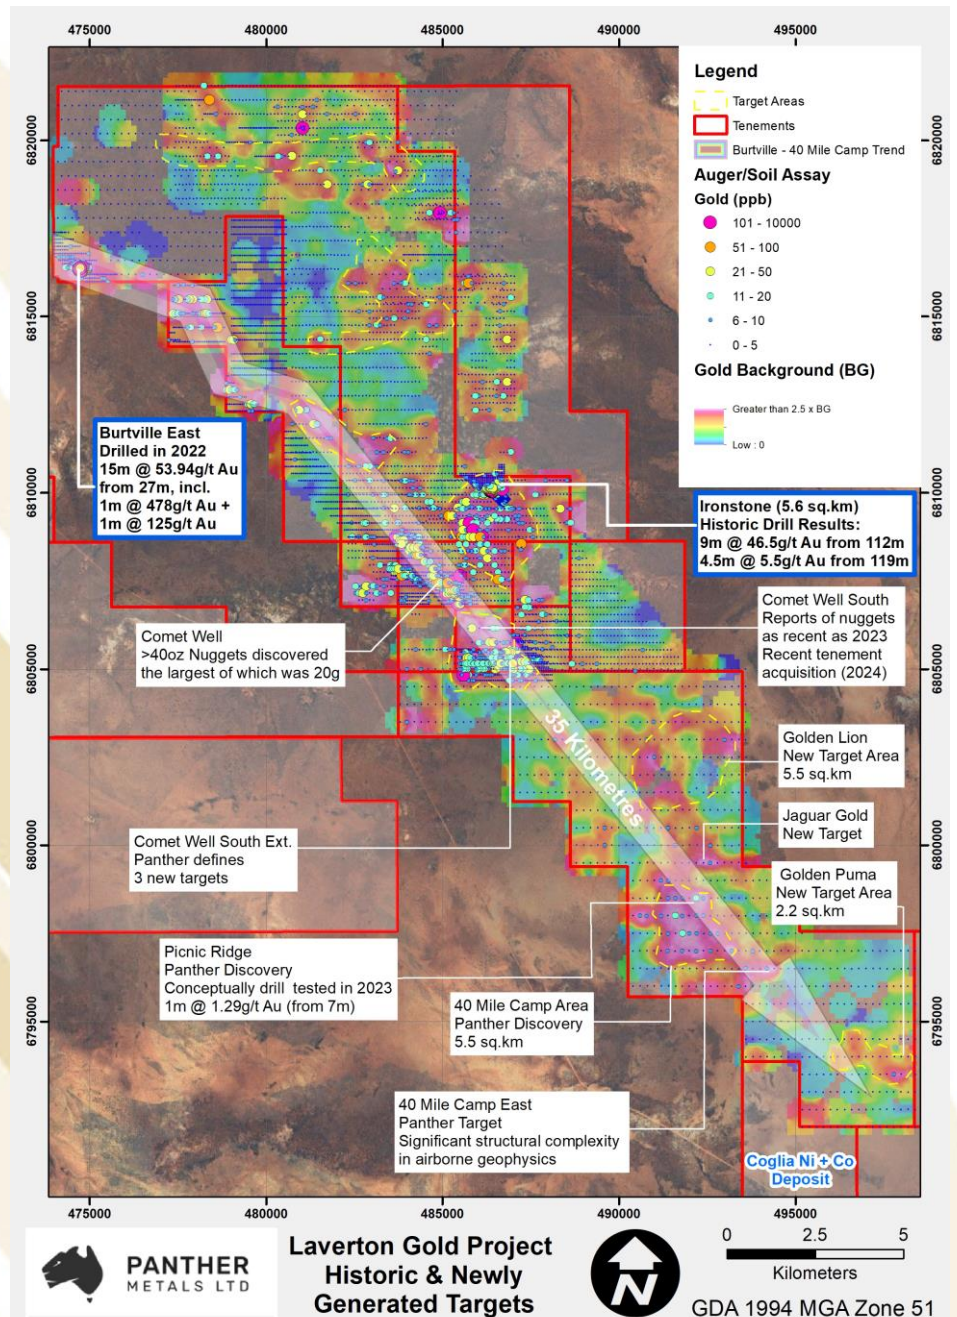 475000
480000
485000
490000
495000
6820000
6815000
6810000
6805000
6800000
6795000
Legend
Target Areas
Tenements
Burtville - 40 Mile Camp Trend
Auger/Soil Assay
Gold (ppb)
101 - 10000
51 - 100
21 - 50
11 - 20
6 - 10
0 - 5
Gold Background (BG)
Greater than 2.5 x BG
Low : 0
6820000
6815000
6810000
6805000
6800000
6795000
Burtville East
Drilled in 2022
15m @ 53.94g/t Au
from 27m, incl.
1m @ 478g/t Au +
1m @ 125g/t Au
Ironstone (5.6 sq.km)
Historic Drill Results:
9m @ 46.5g/t Au from 112m
4.5m @ 5.5g/t Au from 119m
Comet Well
>40oz Nuggets discovered
the largest of which was 20g
Comet Well South
Reports of nuggets
as recent as 2023
Recent tenement
acquisition (2024)
35 Kilometres
Golden Lion
New Target Area
5.5 sq.km
Jaguar Gold
New Target
Comet Well South Ext.
Panther defines
3 new targets
Golden Puma
New Target Area
2.2 sq.km
Picnic Ridge
Panther Discovery
Conceptually drill tested in 2023
1m @ 1.29g/t Au (from 7m)
40 Mile Camp Area
Panther Discovery
5.5 sq.km
40 Mile Camp East
Panther Target
Significant structural complexity
in airborne geophysics
Coglia Ni + Co
Deposit
475000
480000
485000
490000
495000
PANTHER
METALS LTD
Laverton Gold Project
Historic & Newly
Generated Targets
N
0
2.5
5
Kilometers
GDA 1994 MGA Zone 51